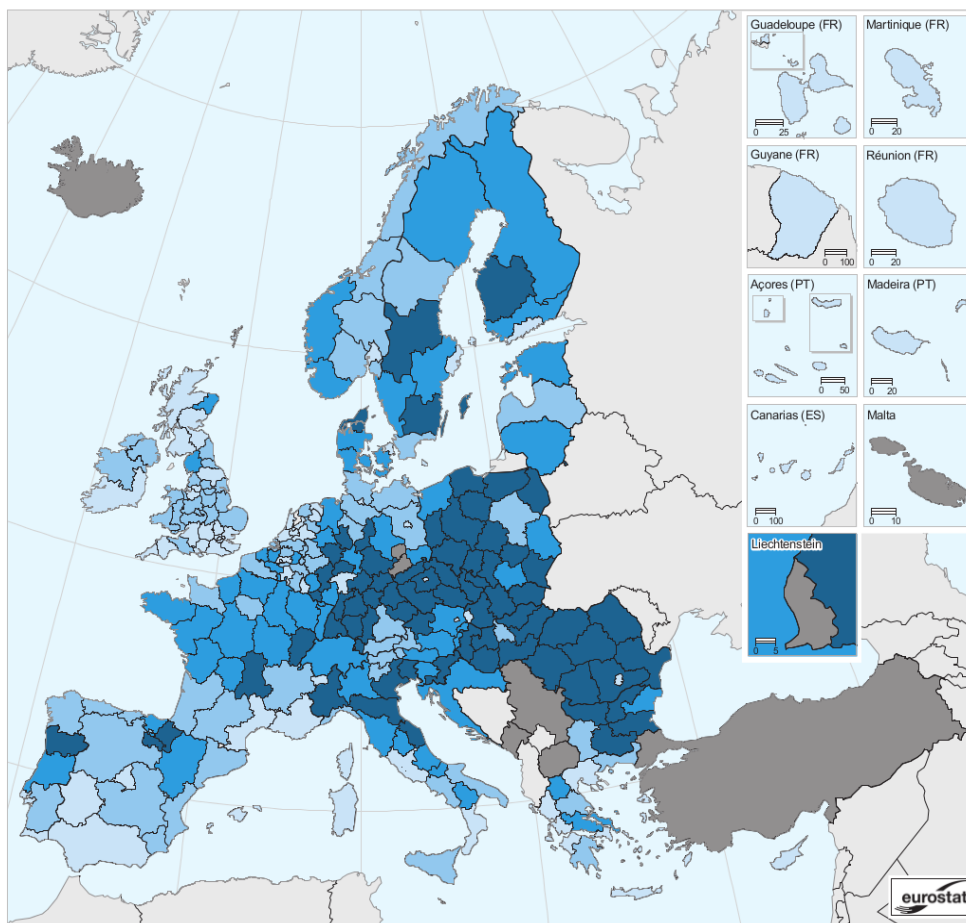 Guadeloupe (FR)
0 25
Martinique (FR)
0 20
Guyane (FR)
0 100
Réunion (FR)
0 20
Açores (PT)
0 50
Madeira (PT)
0 20
Canarias (ES)
0 100
Malta
0 10
Liechtenstein
0 5
eurostat